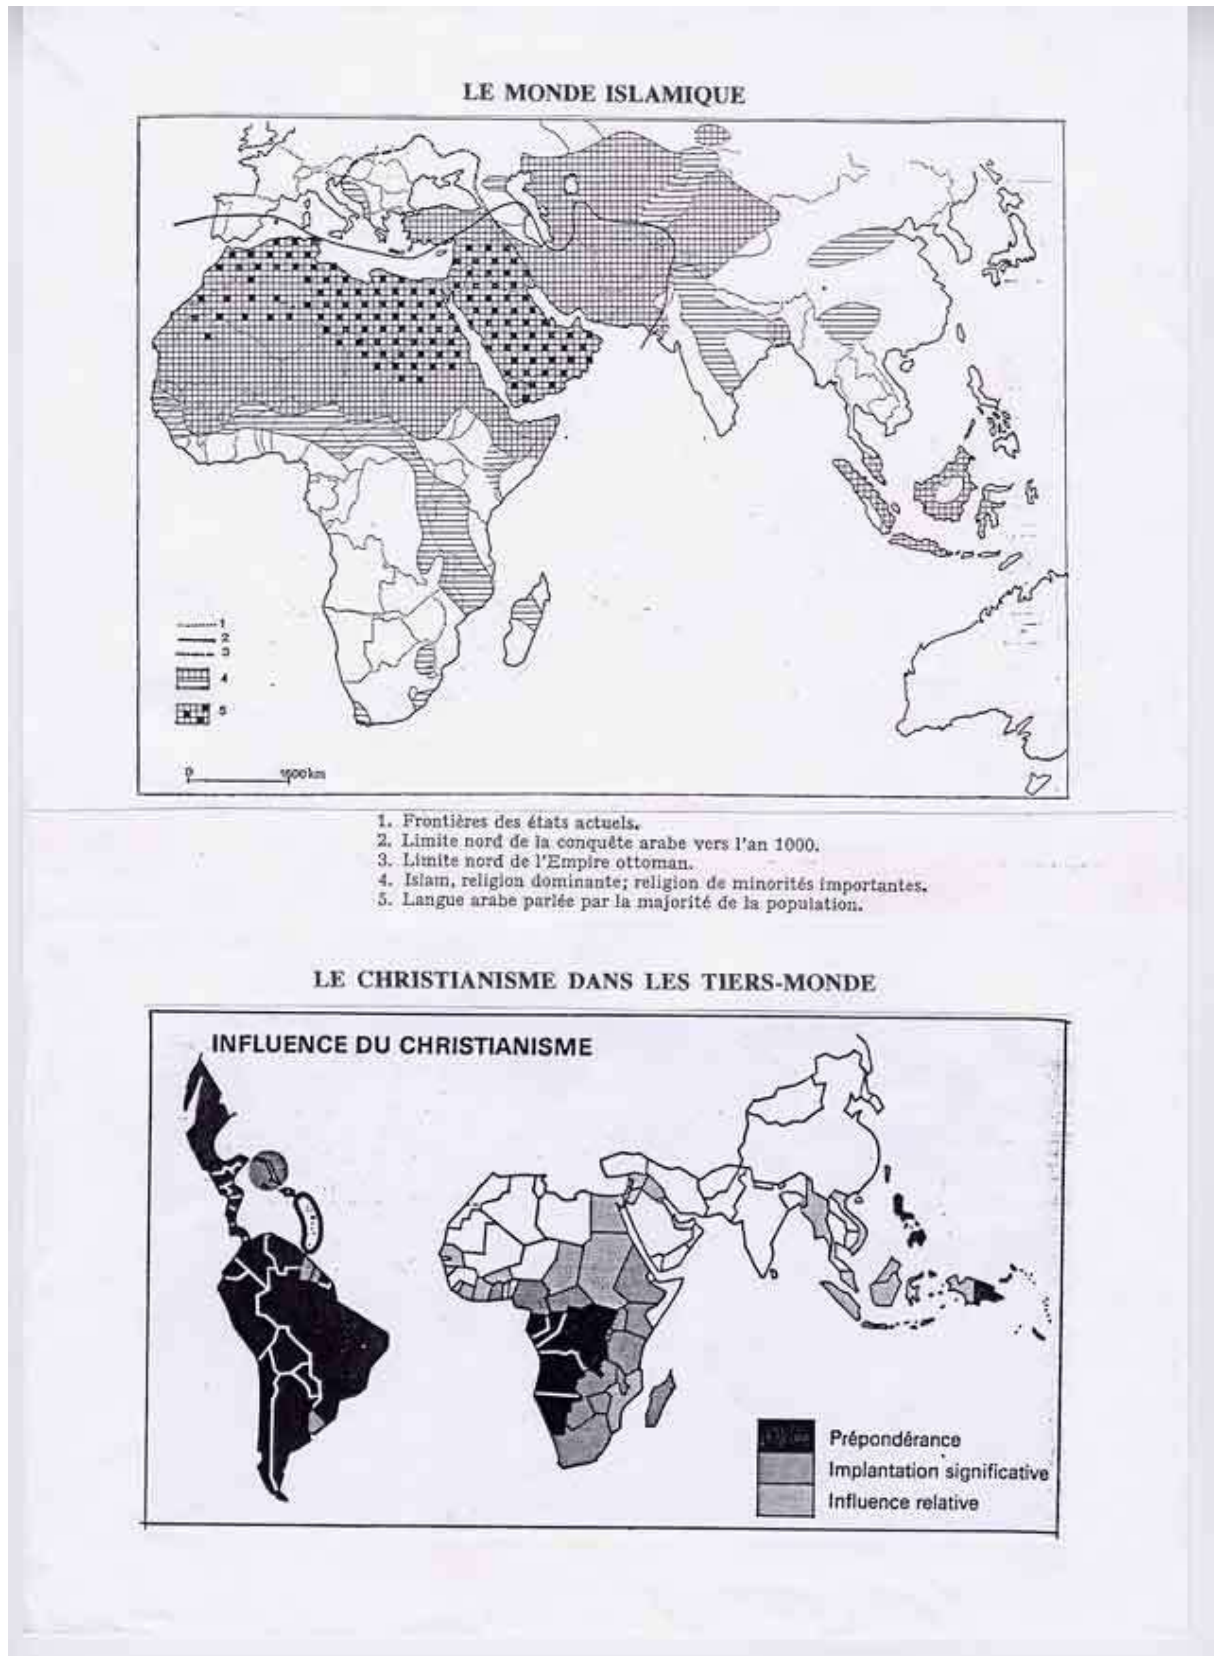 LE MONDE ISLAMIQUE
1
2
3
4
5
0 1500 km
1. Frontières des états actuels.
2. Limite nord de la conquête arabe vers l'an 1000.
3. Limite nord de l'Empire ottoman.
4. Islam, religion dominante; religion de minorités importantes.
5. Langue arabe parlée par la majorité de la population.
LE CHRISTIANISME DANS LES TIERS-MONDE
INFLUENCE DU CHRISTIANISME
Prépondérance
Implantation significative
Influence relative